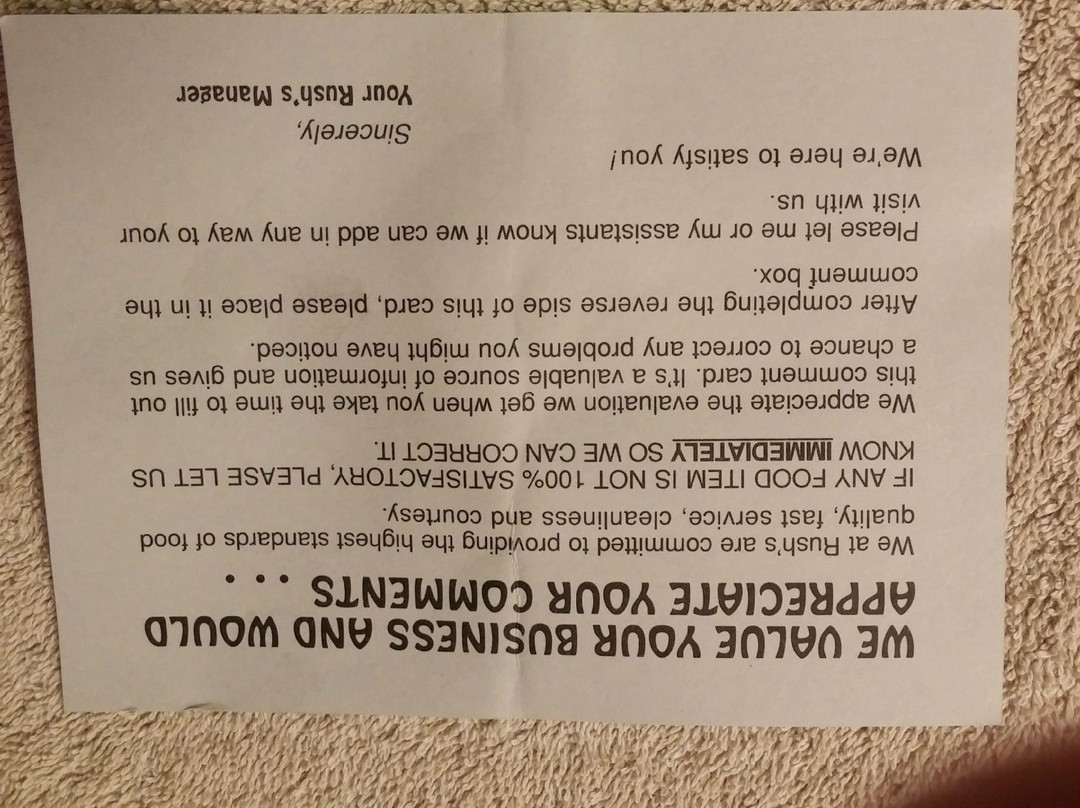 WE VALUE YOUR BUSINESS AND WOULD
APPRECIATE YOUR COMMENTS . . .
We at Rush's are committed to providing the highest standards of food
quality, fast service, cleanliness and courtesy.
IF ANY FOOD ITEM IS NOT 100% SATISFACTORY, PLEASE LET US
KNOW IMMEDIATELY SO WE CAN CORRECT IT.
We appreciate the evaluation we get when you take the time to fill out
this comment card. It's a valuable source of information and gives us
a chance to correct any problems you might have noticed.
After completing the reverse side of this card, please place it in the
comment box.
Please let me or my assistants know if we can add in any way to your
visit with us.
We're here to satisfy you!
Sincerely,
Your Rush's Manager